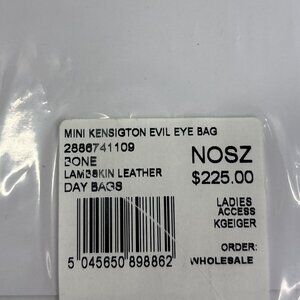 MINI KENSIGTON EVIL EYE BAG
2886741109
BONE
LAMBSKIN LEATHER
DAY BAGS
NOSZ
$225.00
LADIES
ACCESS
KGEIGER
ORDER:
WHOLESALE
5 045650 898862